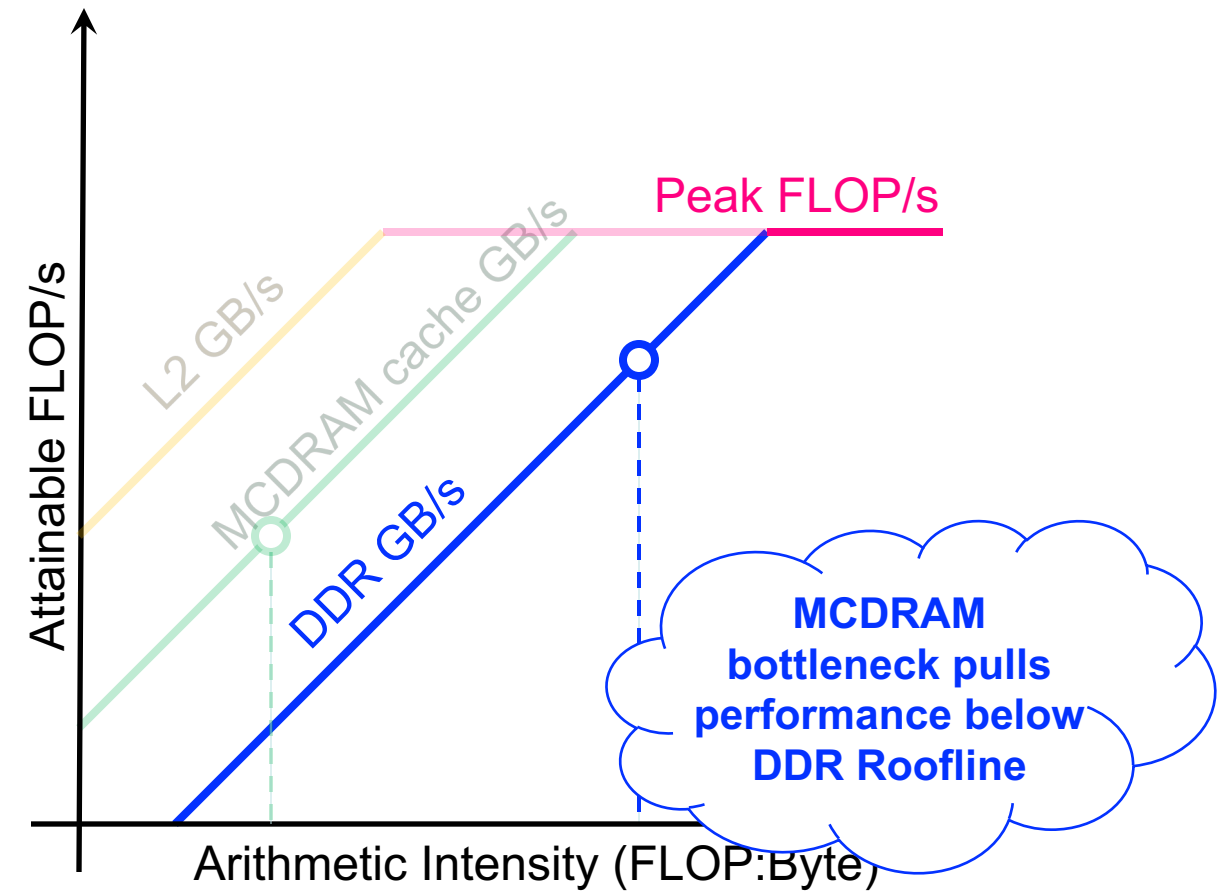 Peak FLOP/s
MCDRAM cache GB/s
L2 GB/s
DDR GB/s
Attainable FLOP/s
MCDRAM
bottleneck pulls
performance below
DDR Roofline
Arithmetic Intensity (FLOP:Byte)